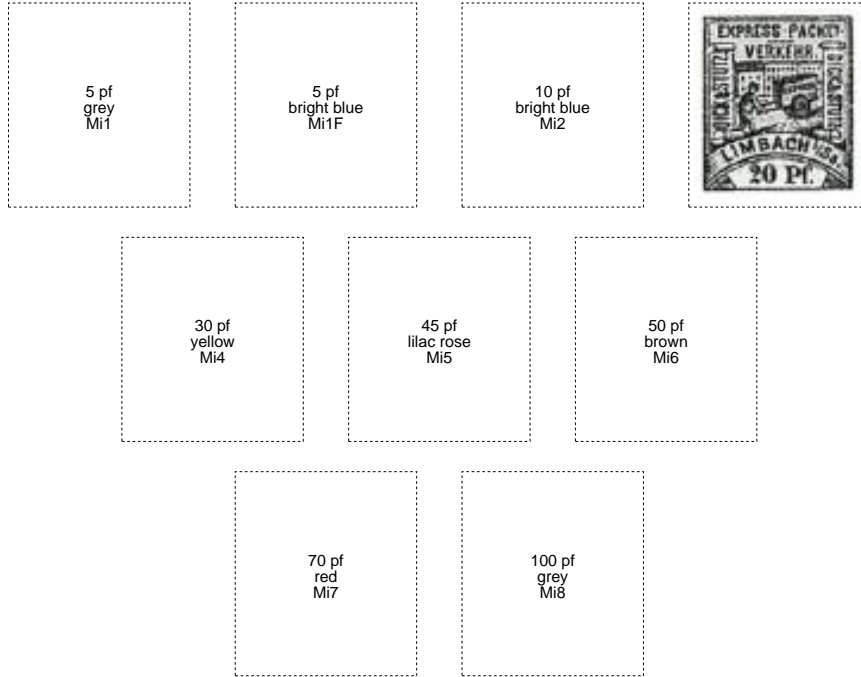 5 pf
grey
Mi1
5 pf
bright blue
Mi1F
10 pf
bright blue
Mi2
EXPRESS PACKET-
VERKEHR.
LIMBACH i/Sa.
20 Pf.
30 pf
yellow
Mi4
45 pf
lilac rose
Mi5
50 pf
brown
Mi6
70 pf
red
Mi7
100 pf
grey
Mi8